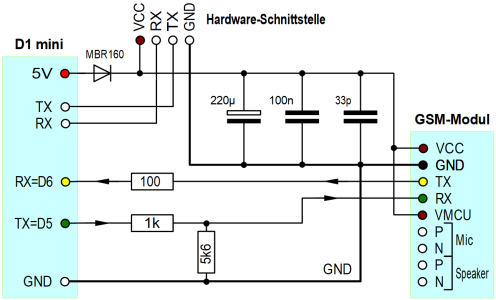 Hardware-Schnittstelle
VCC
RX
TX
GND
D1 mini
MBR160
5V
TX
RX
220µ
100n
33p
GSM-Modul
VCC
GND
RX=D6
100
TX
TX=D5
1k
RX
VMCU
5k6
P
N
Mic
P
N
Speaker
GND
GND